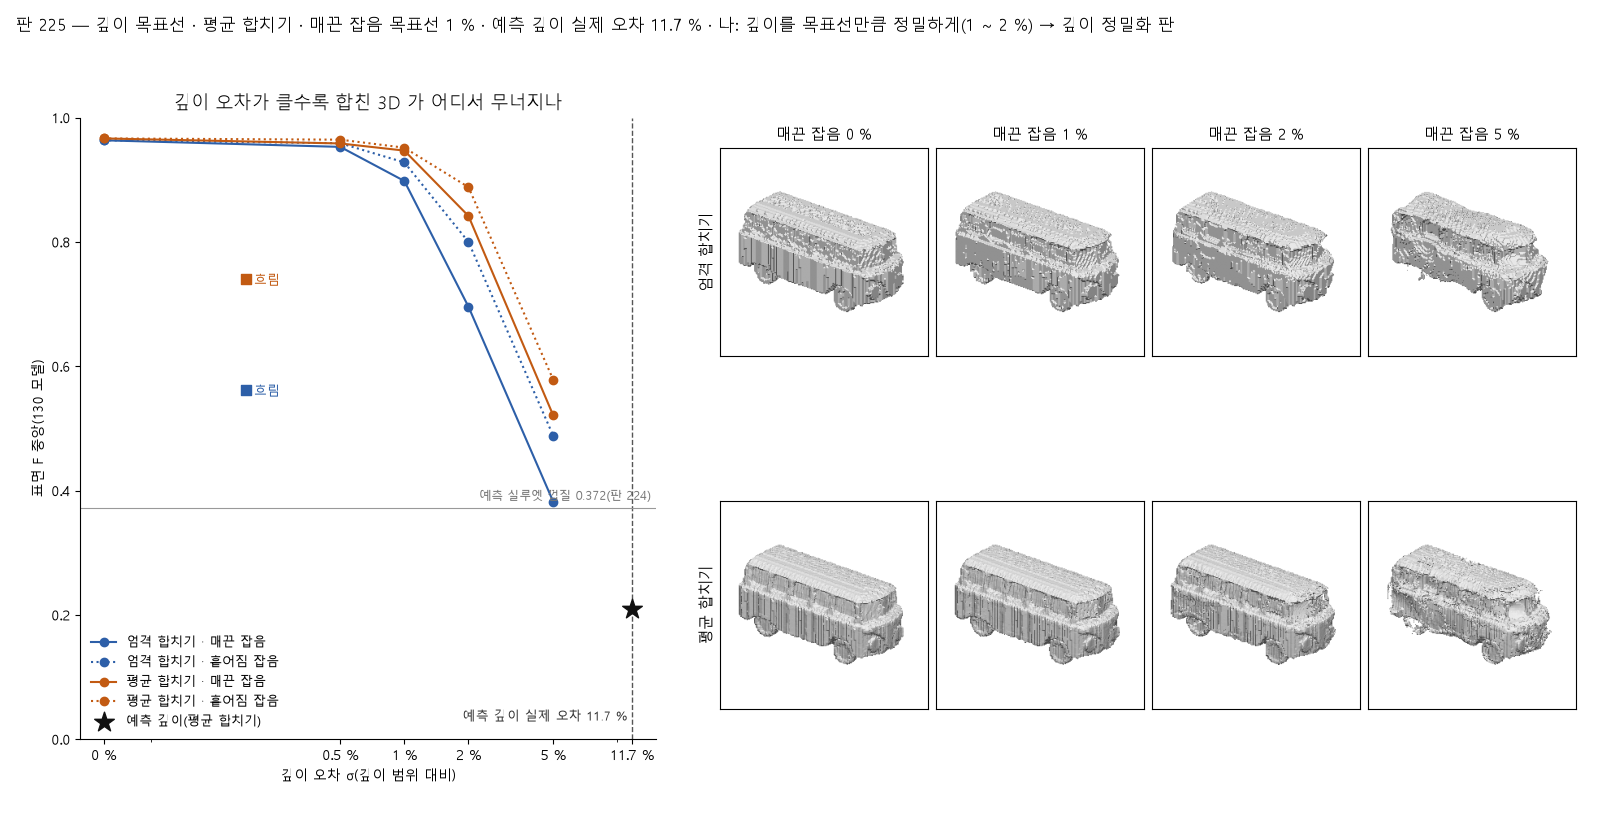 판 225 — 깊이 목표선 · 평균 합치기 · 매끈 잡음 목표선 1 % · 예측 깊이 실제 오차 11.7 % · 나: 깊이를 목표선만큼 정밀하게(1 ~ 2 %) → 깊이 정밀화 판
깊이 오차가 클수록 합친 3D 가 어디서 무너지나
표면 F 중앙(130 모델)
1.0
0.8
0.6
0.4
0.2
0.0
흐림
흐림
예측 실루엣 껍질 0.372(판 224)
엄격 합치기 · 매끈 잡음
엄격 합치기 · 흩어짐 잡음
평균 합치기 · 매끈 잡음
평균 합치기 · 흩어짐 잡음
예측 깊이(평균 합치기)
예측 깊이 실제 오차 11.7 %
0 %
0.5 %
1 %
2 %
5 %
11.7 %
깊이 오차 σ(깊이 범위 대비)
매끈 잡음 0 %
매끈 잡음 1 %
매끈 잡음 2 %
매끈 잡음 5 %
엄격 합치기
평균 합치기